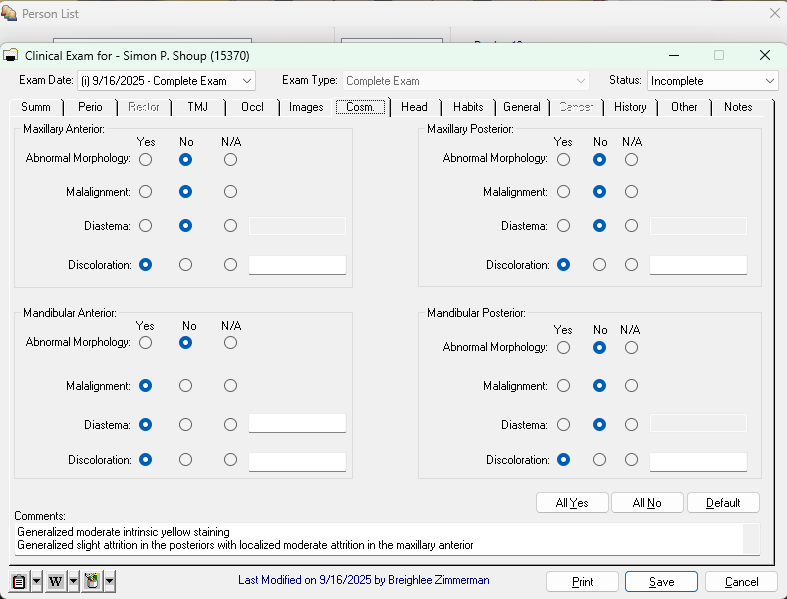 Person List
Clinical Exam for - Simon P. Shoup (15370)
Exam Date: (i) 9/16/2025 - Complete Exam Exam Type: Complete Exam Status: Incomplete
Summ Perio TMJ Occl Images Cosm. Head Habits General Cancer History Other Notes
Maxillary Anterior:
Yes No N/A
Abnormal Morphology:
Malalignment:
Diastema:
Discoloration:
Maxillary Posterior:
Yes No N/A
Abnormal Morphology:
Malalignment:
Diastema:
Discoloration:
Mandibular Anterior:
Yes No N/A
Abnormal Morphology:
Malalignment:
Diastema:
Discoloration:
Mandibular Posterior:
Yes No N/A
Abnormal Morphology:
Malalignment:
Diastema:
Discoloration:
All Yes All No Default
Comments:
Generalized moderate intrinsic yellow staining
Generalized slight attrition in the posteriors with localized moderate attrition in the maxillary anterior
W
Last Modified on 9/16/2025 by Breighlee Zimmerman
Print Save Cancel